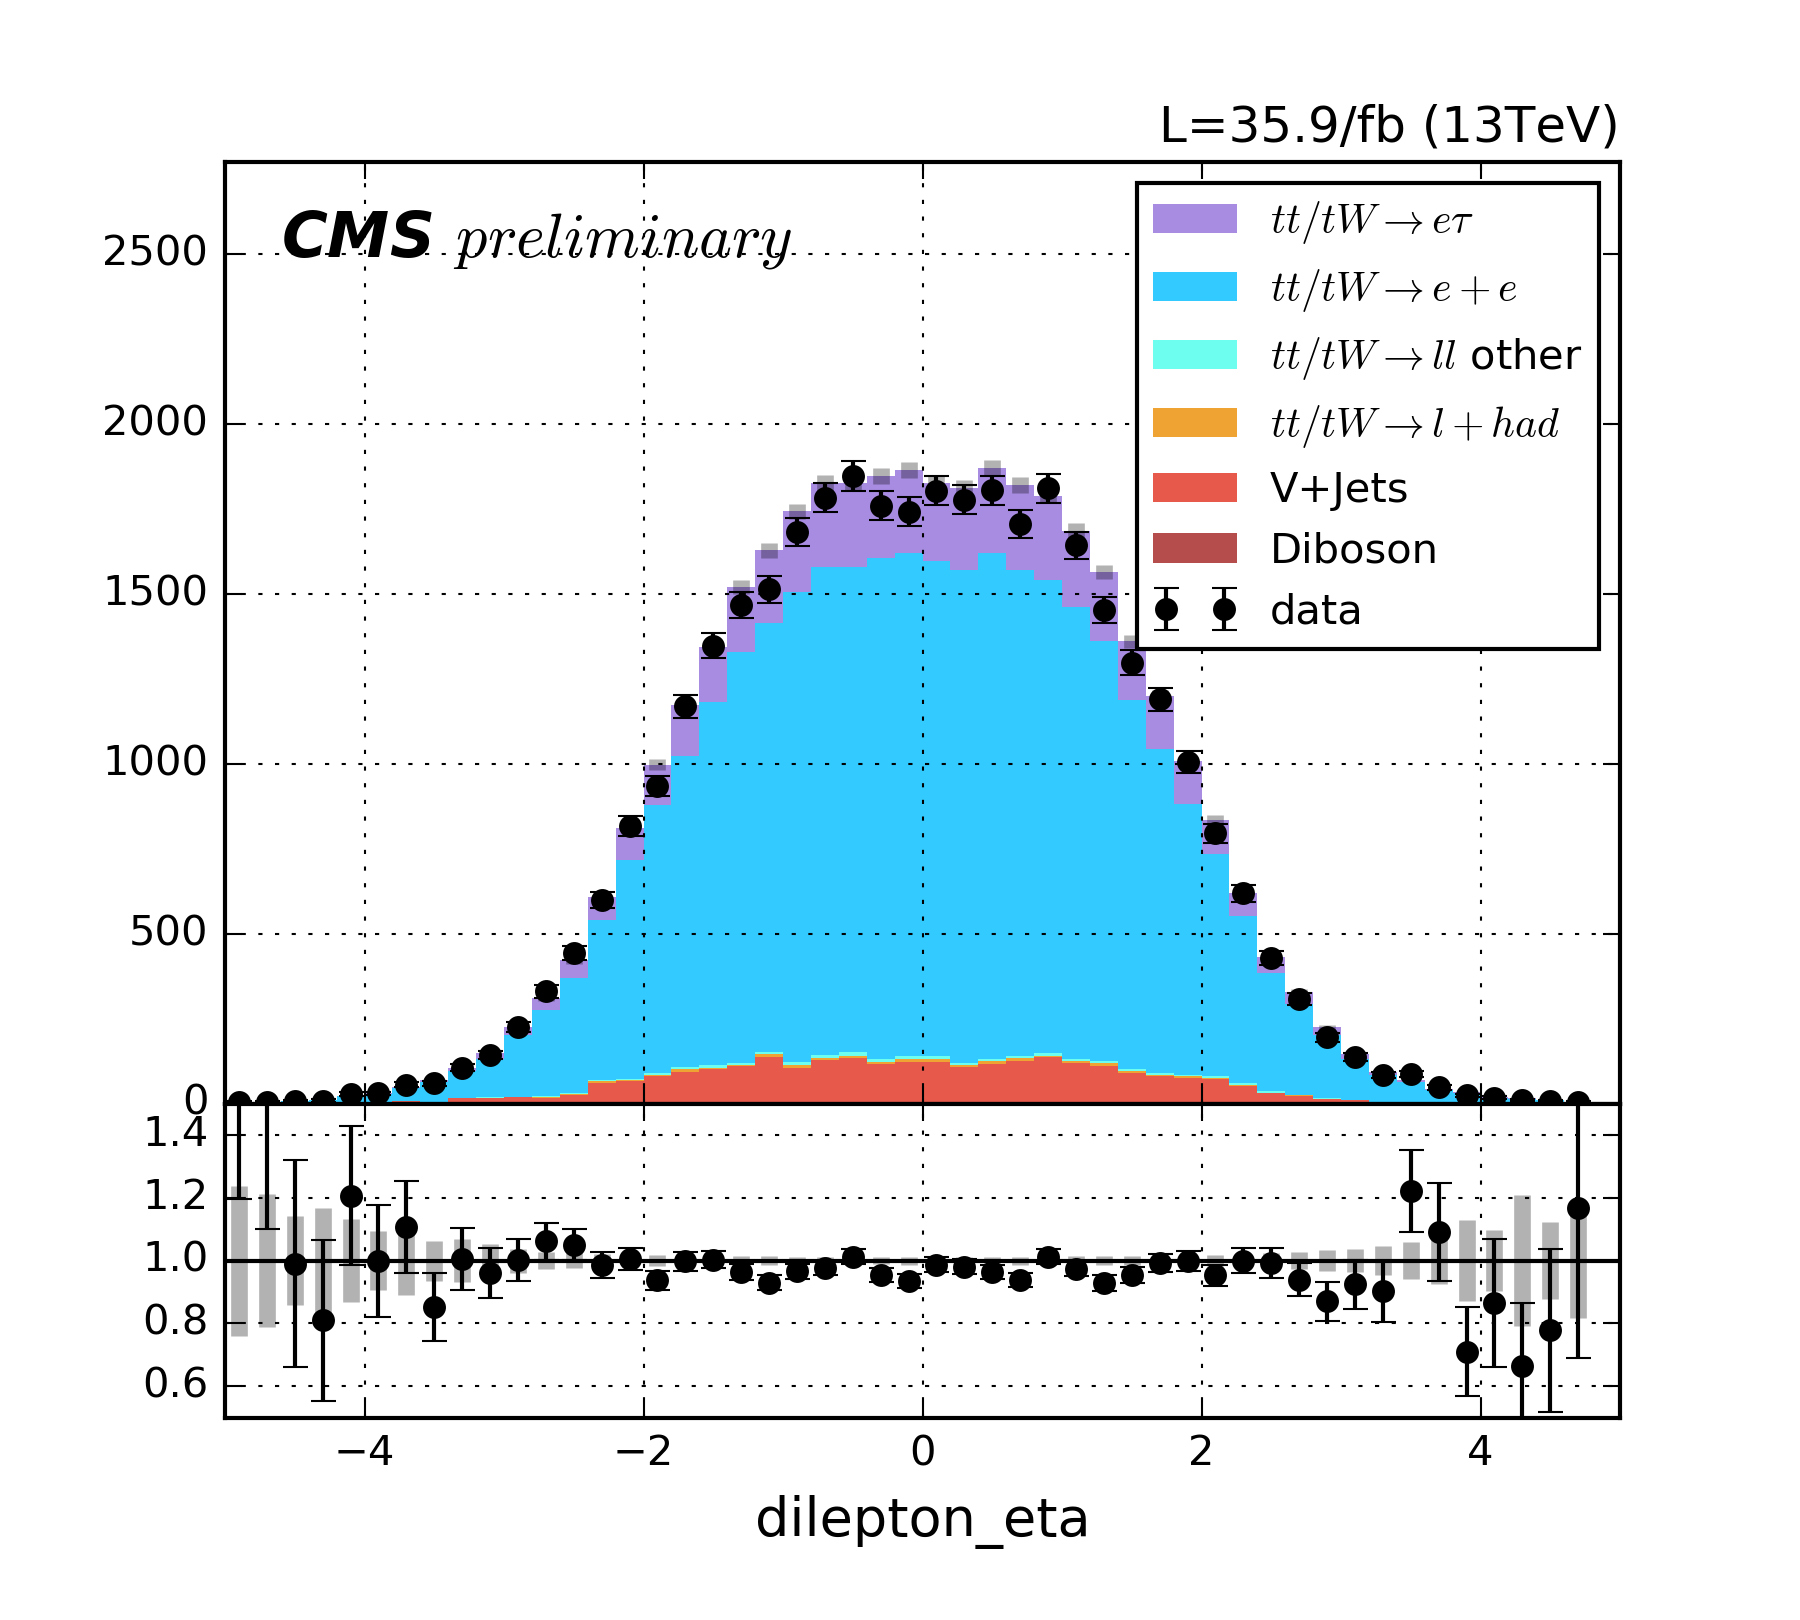 L=35.9/fb (13TeV)
CMS preliminary
tt/tW→eτ
tt/tW→e+e
tt/tW→ll other
tt/tW→l+had
V+Jets
Diboson
data
2500
2000
1500
1000
500
0
1.4
1.2
1.0
0.8
0.6
−4 −2 0 2 4
dilepton_eta